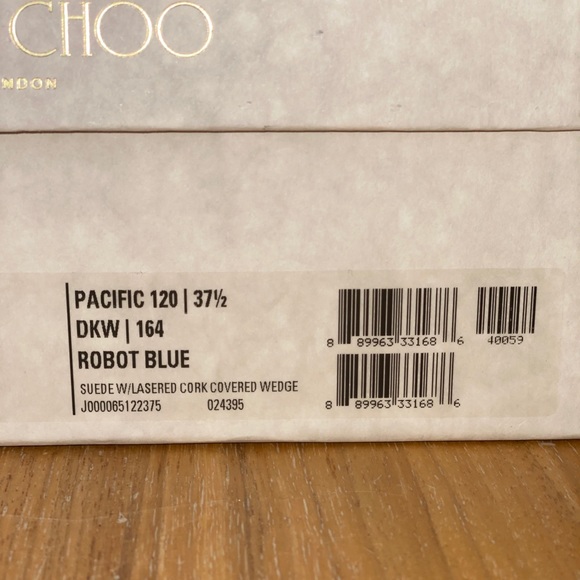 CHOO
NDON
PACIFIC 120 | 37½
DKW | 164
ROBOT BLUE
SUEDE W/LASERED CORK COVERED WEDGE
J000065122375 024395
8 89963 33168 6
40059
8 89963 33168 6